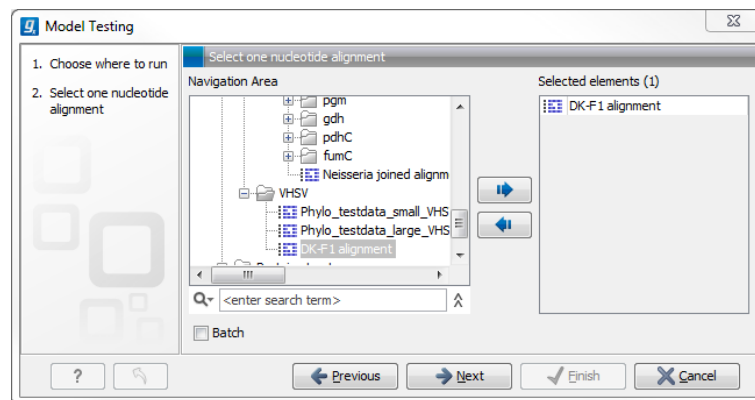 Model Testing
1. Choose where to run
2. Select one nucleotide
alignment
Select one nucleotide alignment
Navigation Area
pgm
gdh
pdhC
fumC
Neisseria joined alignm
VHSV
Phylo_testdata_small_VHS
Phylo_testdata_large_VHS
DK-F1 alignment
<enter search term>
Batch
Selected elements (1)
DK-F1 alignment
?
Previous
Next
Finish
Cancel